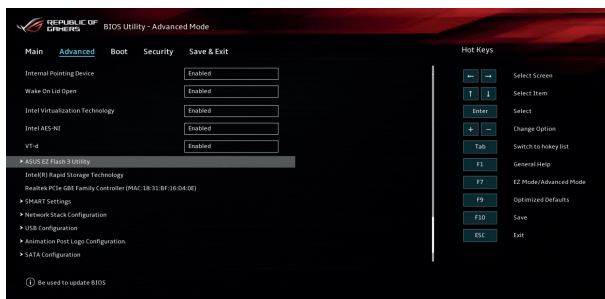 REPUBLIC OF
GAMERS
BIOS Utility - Advanced Mode
Main Advanced Boot Security Save & Exit
Hot Keys
Internal Pointing Device Enabled
Wake On Lid Open Enabled
Intel Virtualization Technology Enabled
Intel AES-NI Enabled
VT-d Enabled
> ASUS EZ Flash 3 Utility
Intel(R) Rapid Storage Technology
Realtek PCIe GBE Family Controller (MAC:18:31:BF:16:D4:0E)
> SMART Settings
> Network Stack Configuration
> USB Configuration
> Animation Post Logo Configuration.
> SATA Configuration
← → Select Screen
↑ ↓ Select Item
Enter Select
+ − Change Option
Tab Switch to hokey list
F1 General Help
F7 EZ Mode/Advanced Mode
F9 Optimized Defaults
F10 Save
ESC Exit
i Be used to update BIOS